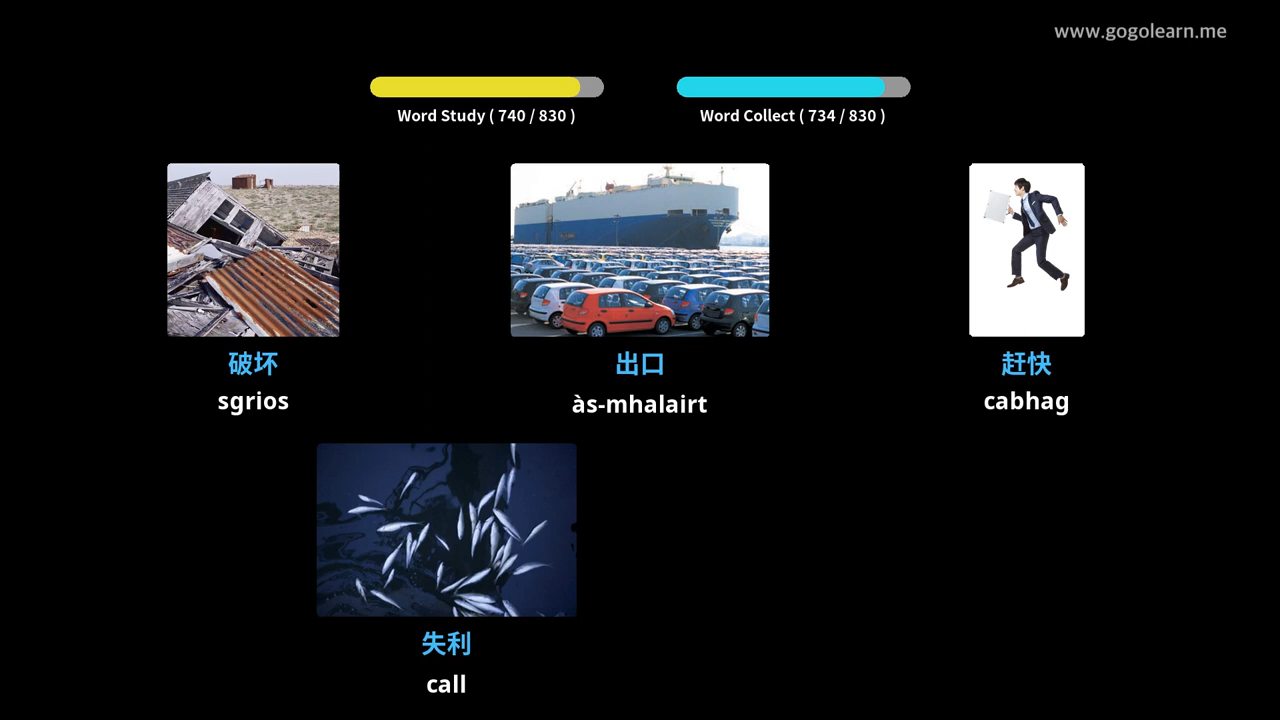 www.gogolearn.me
Word Study ( 740 / 830 )
Word Collect ( 734 / 830 )
破坏
sgrios
出口
às-mhalairt
赶快
cabhag
失利
call